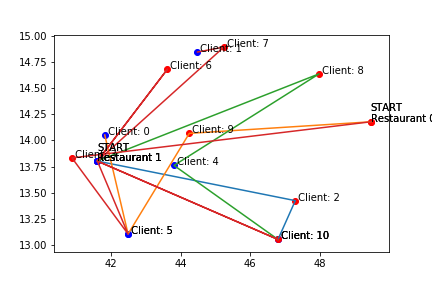 15.00
14.75
14.50
14.25
14.00
13.75
13.50
13.25
13.00
42
44
46
48
Client: 7
Client: 1
Client: 6
Client: 8
START
Restaurant 0
Client: 0
Client: 9
START
Restaurant 1
Client:
Client: 4
Client: 2
Client: 5
Client: 10